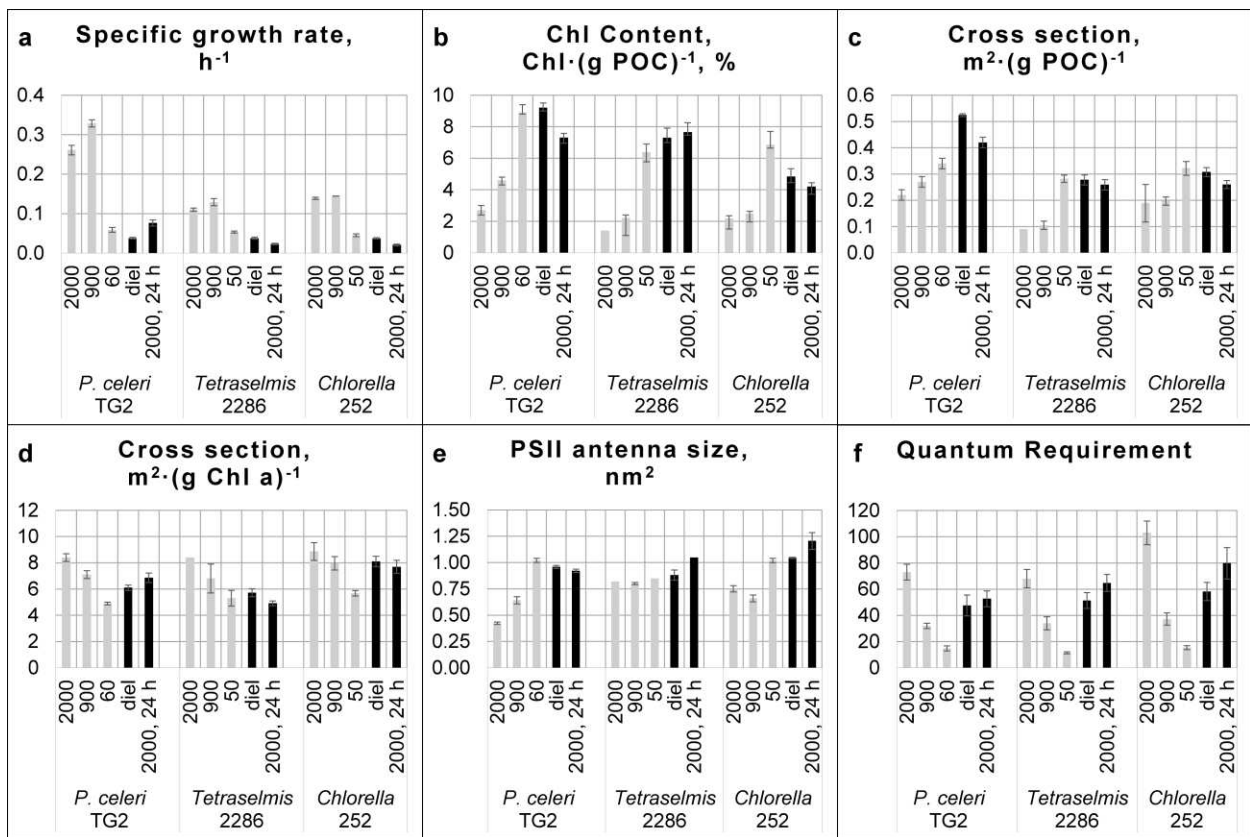 a Specific growth rate,
h⁻¹
0.4
0.3
0.2
0.1
0.0
2000
900
60
diel
2000, 24 h
2000
900
50
diel
2000, 24 h
2000
900
50
diel
2000, 24 h
P. celeri
TG2
Tetraselmis
2286
Chlorella
252
b Chl Content,
Chl·(g POC)⁻¹, %
10
8
6
4
2
0
2000
900
60
diel
2000, 24 h
2000
900
50
diel
2000, 24 h
2000
900
50
diel
2000, 24 h
P. celeri
TG2
Tetraselmis
2286
Chlorella
252
c Cross section,
m²·(g POC)⁻¹
0.6
0.5
0.4
0.3
0.2
0.1
0.0
2000
900
60
diel
2000, 24 h
2000
900
50
diel
2000, 24 h
2000
900
50
diel
2000, 24 h
P. celeri
TG2
Tetraselmis
2286
Chlorella
252
d Cross section,
m²·(g Chl a)⁻¹
12
10
8
6
4
2
0
2000
900
60
diel
2000, 24 h
2000
900
50
diel
2000, 24 h
2000
900
50
diel
2000, 24 h
P. celeri
TG2
Tetraselmis
2286
Chlorella
252
e PSII antenna size,
nm²
1.50
1.25
1.00
0.75
0.50
0.25
0.00
2000
900
60
diel
2000, 24 h
2000
900
50
diel
2000, 24 h
2000
900
50
diel
2000, 24 h
P. celeri
TG2
Tetraselmis
2286
Chlorella
252
f Quantum Requirement
120
100
80
60
40
20
0
2000
900
60
diel
2000, 24 h
2000
900
50
diel
2000, 24 h
2000
900
50
diel
2000, 24 h
P. celeri
TG2
Tetraselmis
2286
Chlorella
252